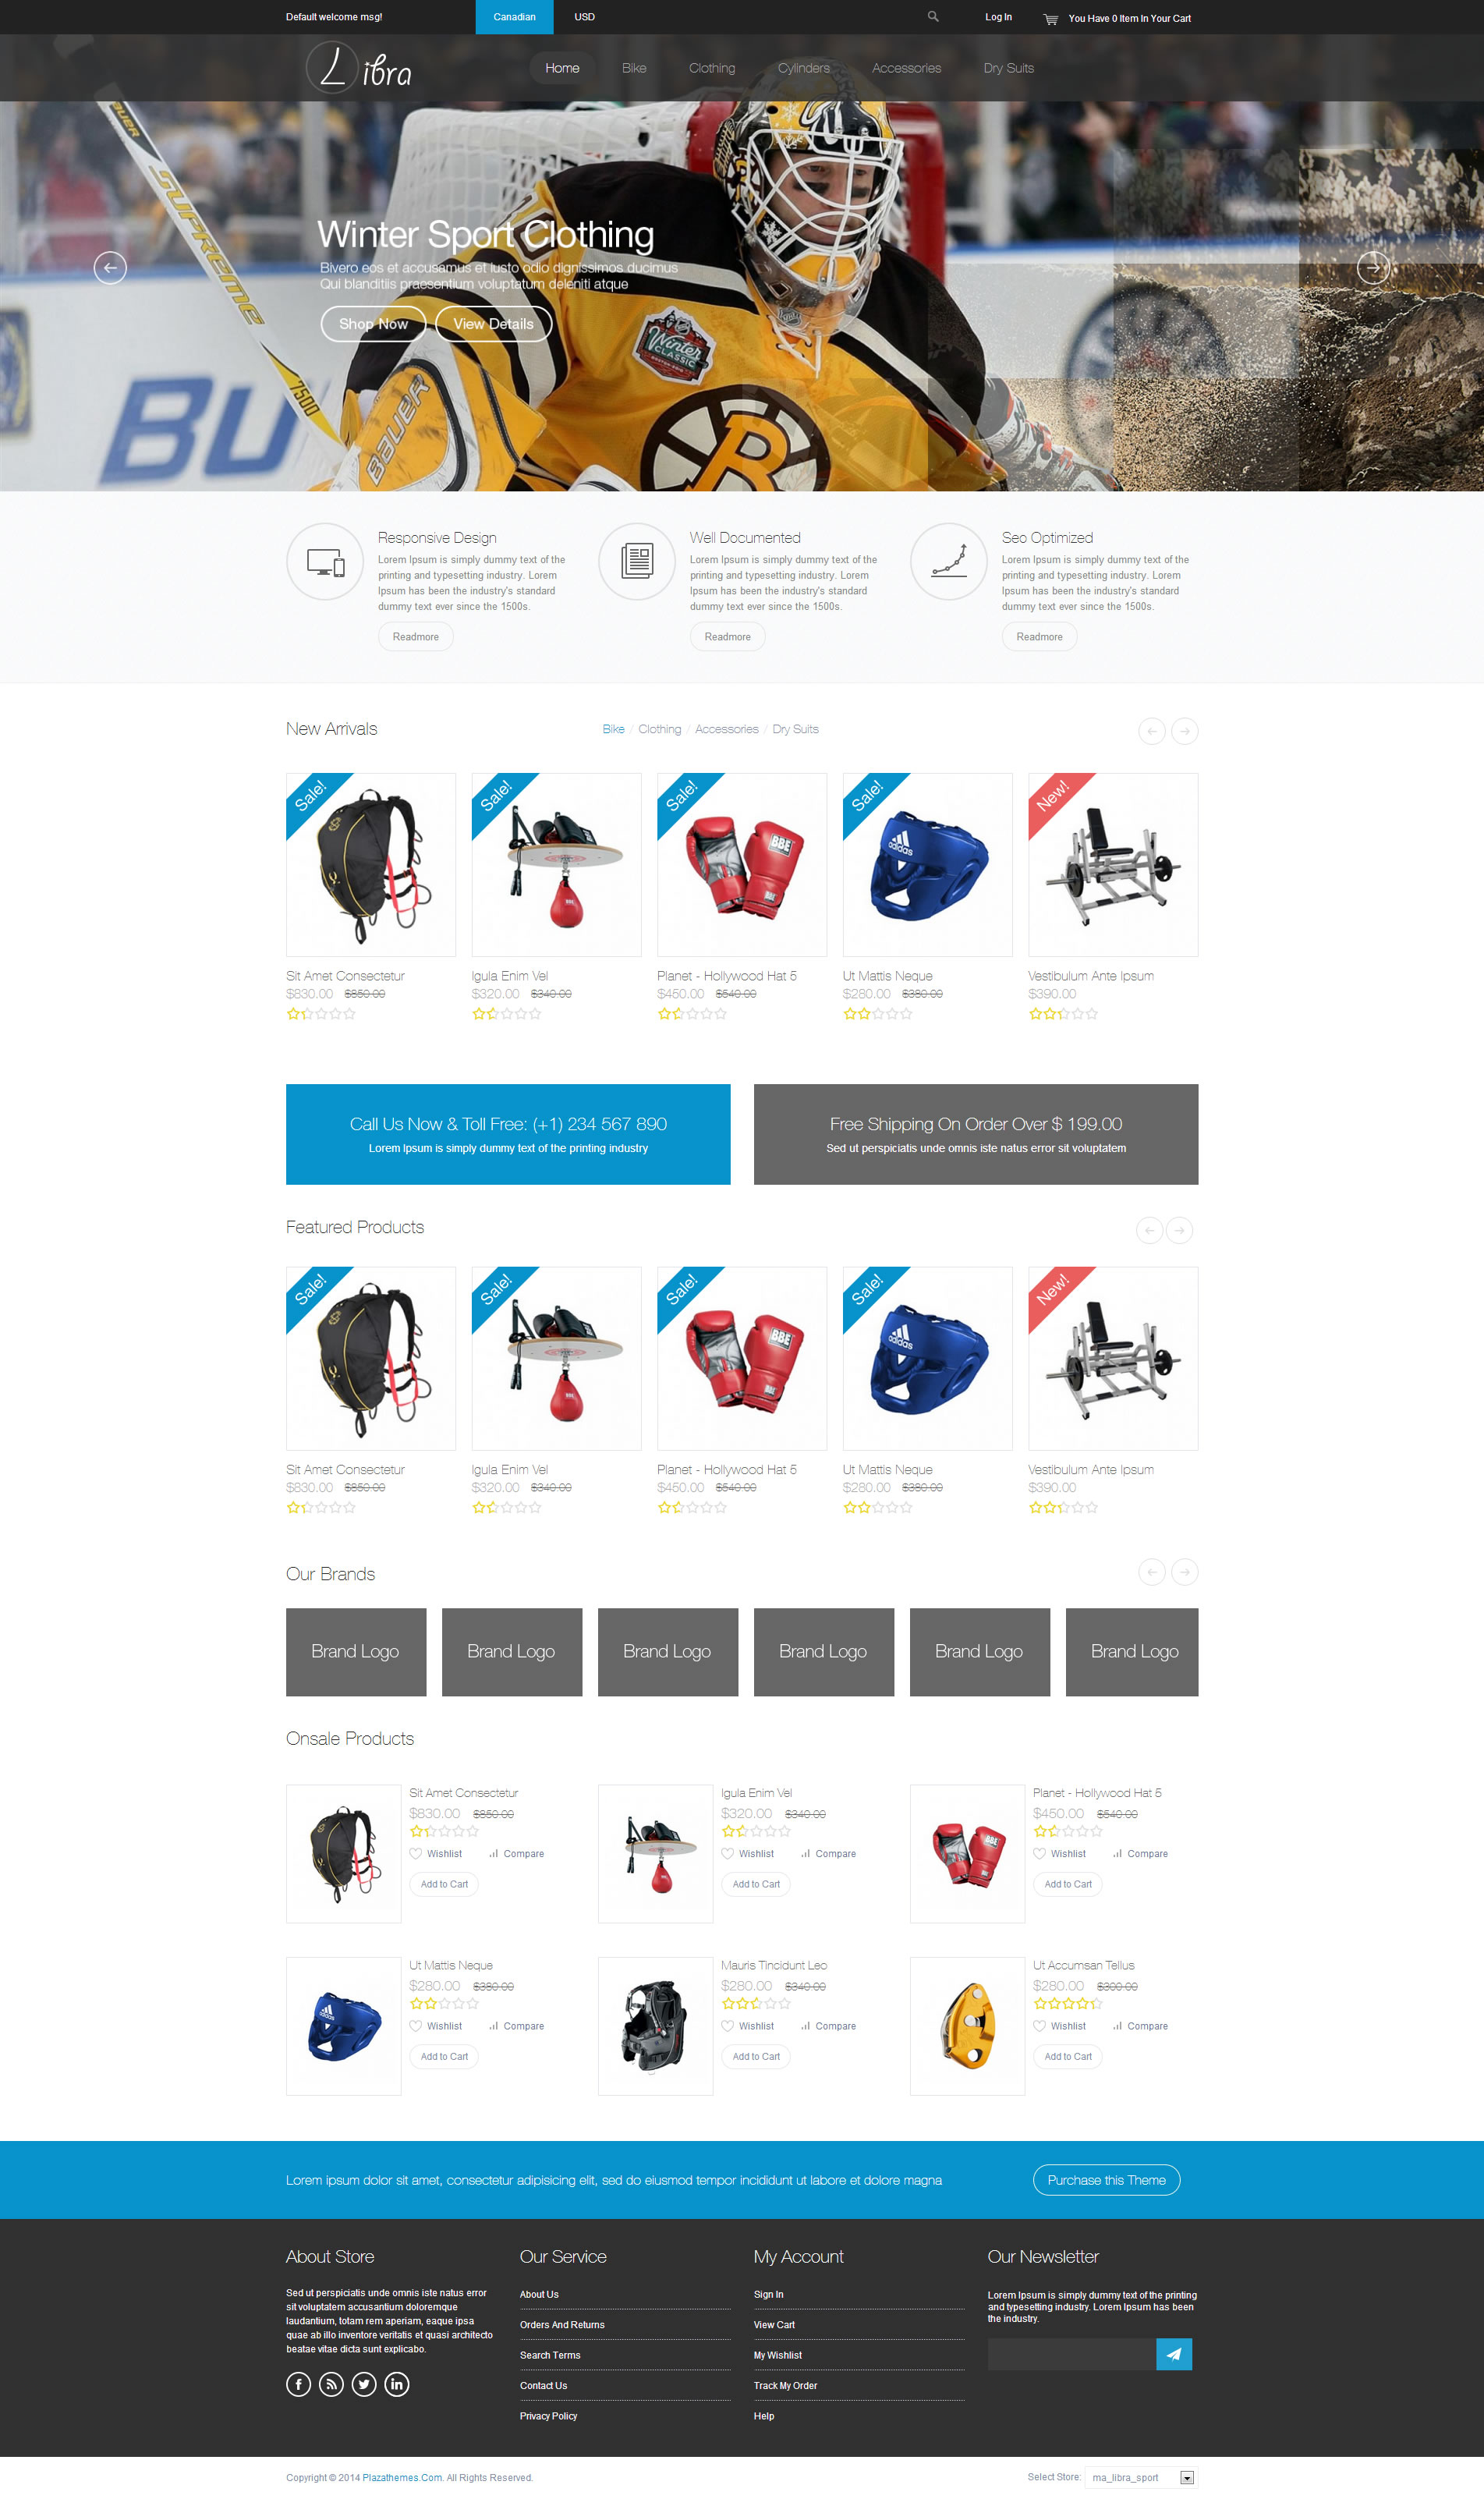 Default welcome msg! Canadian USD Log In You Have 0 Item In Your Cart
Libra Home Bike Clothing Cylinders Accessories Dry Suits
BAUER
SUPREME
7500
Winter Sport Clothing
Bivero eos et accusamus et iusto odio dignissimos ducimus
Qui blanditiis praesentium voluptatum deleniti atque
Shop Now View Details
Winter
CLASSIC
BU
BAUER
B
Responsive Design
Lorem Ipsum is simply dummy text of the
printing and typesetting industry. Lorem
Ipsum has been the industry's standard
dummy text ever since the 1500s.
Readmore
Well Documented
Lorem Ipsum is simply dummy text of the
printing and typesetting industry. Lorem
Ipsum has been the industry's standard
dummy text ever since the 1500s.
Readmore
Seo Optimized
Lorem Ipsum is simply dummy text of the
printing and typesetting industry. Lorem
Ipsum has been the industry's standard
dummy text ever since the 1500s.
Readmore
New Arrivals Bike / Clothing / Accessories / Dry Suits
Sale! Sale! Sale! Sale! New!
BBE
adidas
Sit Amet Consectetur Igula Enim Vel Planet - Hollywood Hat 5 Ut Mattis Neque Vestibulum Ante Ipsum
$830.00 $850.00 $320.00 $340.00 $450.00 $540.00 $280.00 $380.00 $390.00
Call Us Now & Toll Free: (+1) 234 567 890
Lorem Ipsum is simply dummy text of the printing industry
Free Shipping On Order Over $ 199.00
Sed ut perspiciatis unde omnis iste natus error sit voluptatem
Featured Products
Sale! Sale! Sale! Sale! New!
BBE
adidas
Sit Amet Consectetur Igula Enim Vel Planet - Hollywood Hat 5 Ut Mattis Neque Vestibulum Ante Ipsum
$830.00 $850.00 $320.00 $340.00 $450.00 $540.00 $280.00 $380.00 $390.00
Our Brands
Brand Logo Brand Logo Brand Logo Brand Logo Brand Logo Brand Logo
Onsale Products
Sit Amet Consectetur
$830.00 $850.00
Wishlist Compare
Add to Cart
Igula Enim Vel
$320.00 $340.00
Wishlist Compare
Add to Cart
BBE
Planet - Hollywood Hat 5
$450.00 $540.00
Wishlist Compare
Add to Cart
adidas
Ut Mattis Neque
$280.00 $380.00
Wishlist Compare
Add to Cart
Mauris Tincidunt Leo
$280.00 $340.00
Wishlist Compare
Add to Cart
Ut Accumsan Tellus
$280.00 $300.00
Wishlist Compare
Add to Cart
Lorem ipsum dolor sit amet, consectetur adipisicing elit, sed do eiusmod tempor incididunt ut labore et dolore magna Purchase this Theme
About Store
Sed ut perspiciatis unde omnis iste natus error
sit voluptatem accusantium doloremque
laudantium, totam rem aperiam, eaque ipsa
quae ab illo inventore veritatis et quasi architecto
beatae vitae dicta sunt explicabo.
Our Service
About Us
Orders And Returns
Search Terms
Contact Us
Privacy Policy
My Account
Sign In
View Cart
My Wishlist
Track My Order
Help
Our Newsletter
Lorem Ipsum is simply dummy text of the printing
and typesetting industry. Lorem Ipsum has been
the industry.
Copyright © 2014 Plazathemes.Com. All Rights Reserved. Select Store: ma_libra_sport